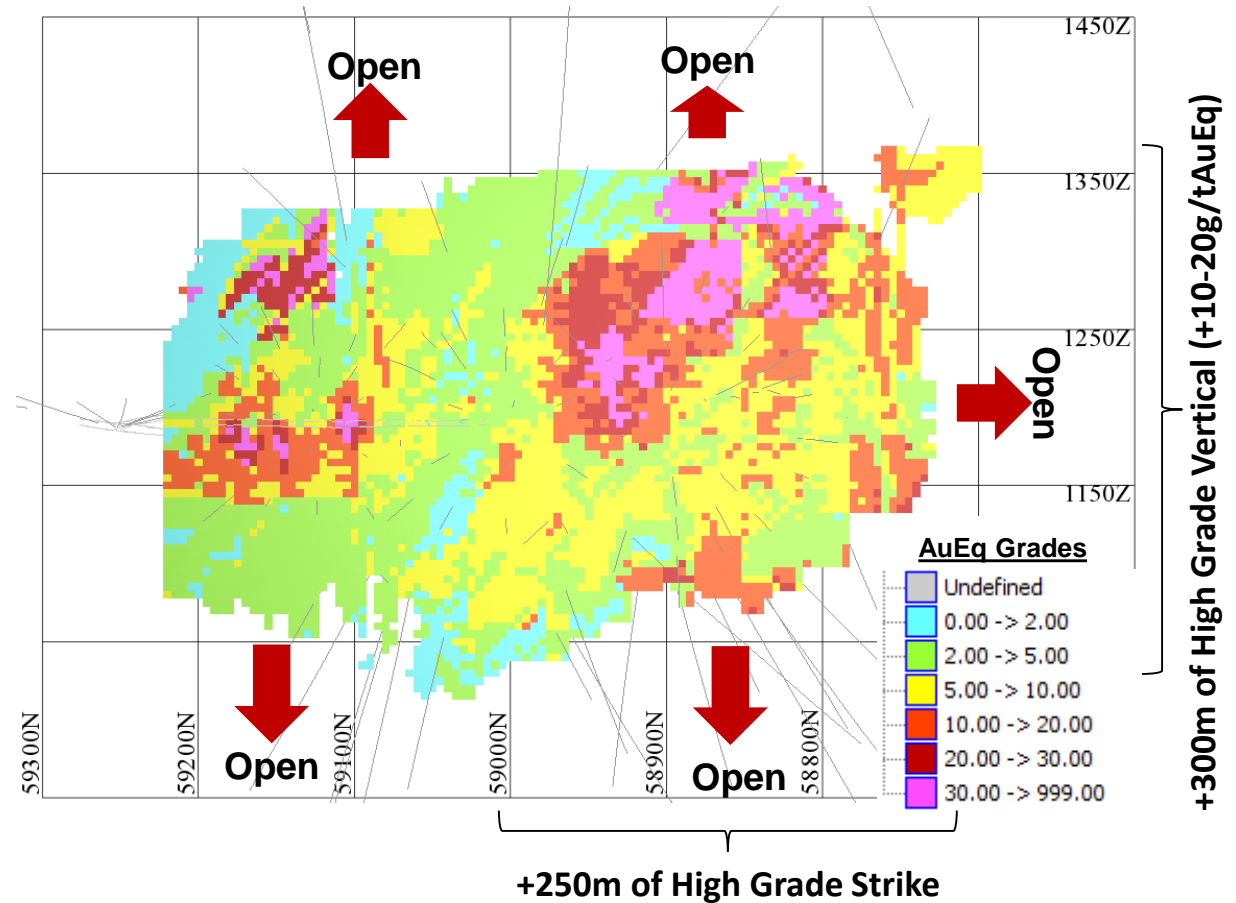 1450Z
Open
Open
1350Z
1250Z
Open
1150Z
+300m of High Grade Vertical (+10-20g/tAuEq)
AuEq Grades
Undefined
0.00 -> 2.00
2.00 -> 5.00
5.00 -> 10.00
10.00 -> 20.00
20.00 -> 30.00
30.00 -> 999.00
59300N
59200N
59100N
59000N
58900N
58800N
Open
Open
+250m of High Grade Strike